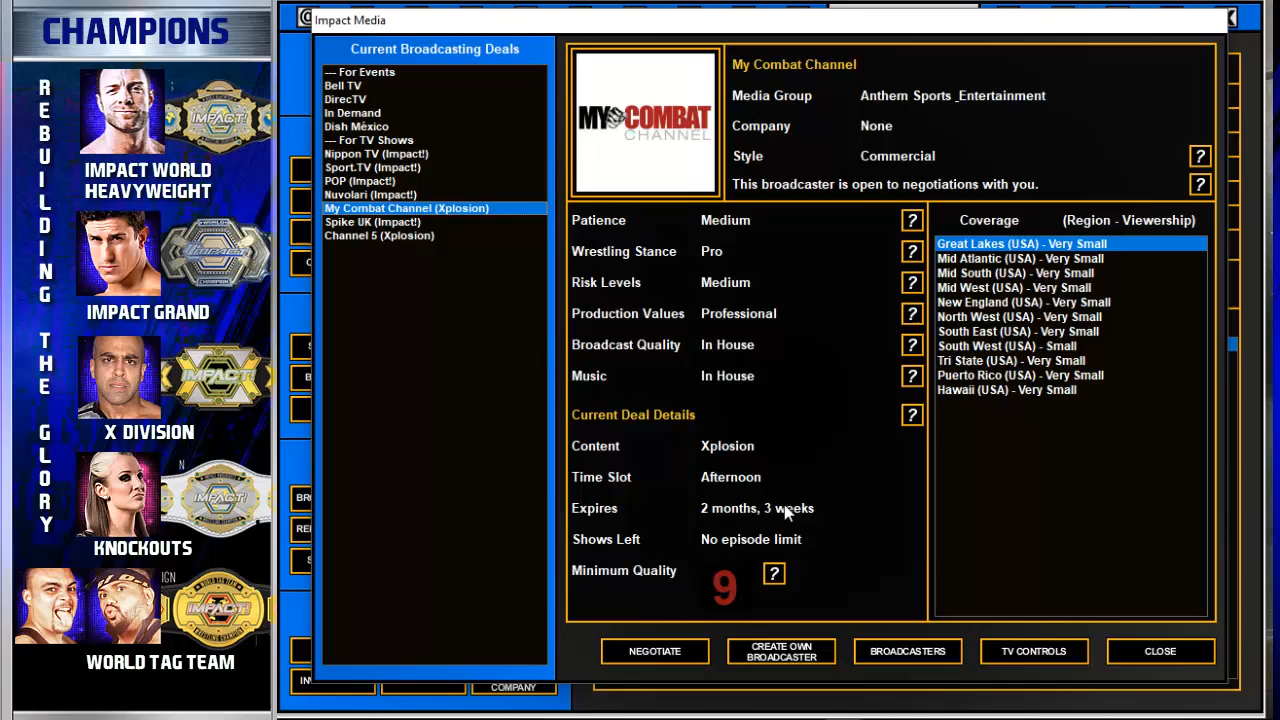 CHAMPIONS
REBUILDING THE GLORY
IMPACT WORLD
HEAVYWEIGHT
IMPACT GRAND
X DIVISION
KNOCKOUTS
WORLD TAG TEAM
Impact Media
Current Broadcasting Deals
--- For Events
Bell TV
DirecTV
In Demand
Dish México
--- For TV Shows
Nippon TV (Impact!)
Sport.TV (Impact!)
POP (Impact!)
Nuvolari (Impact!)
My Combat Channel (Xplosion)
Spike UK (Impact!)
Channel 5 (Xplosion)
MY COMBAT
CHANNEL
My Combat Channel
Media Group Anthem Sports _Entertainment
Company None
Style Commercial ?
This broadcaster is open to negotiations with you. ?
Patience Medium ?
Wrestling Stance Pro ?
Risk Levels Medium ?
Production Values Professional ?
Broadcast Quality In House ?
Music In House ?
Current Deal Details ?
Content Xplosion
Time Slot Afternoon
Expires 2 months, 3 weeks
Shows Left No episode limit
Minimum Quality 9 ?
Coverage (Region - Viewership)
Great Lakes (USA) - Very Small
Mid Atlantic (USA) - Very Small
Mid South (USA) - Very Small
Mid West (USA) - Very Small
New England (USA) - Very Small
North West (USA) - Very Small
South East (USA) - Very Small
South West (USA) - Small
Tri State (USA) - Very Small
Puerto Rico (USA) - Very Small
Hawaii (USA) - Very Small
NEGOTIATE
CREATE OWN
BROADCASTER
BROADCASTERS
TV CONTROLS
CLOSE
COMPANY